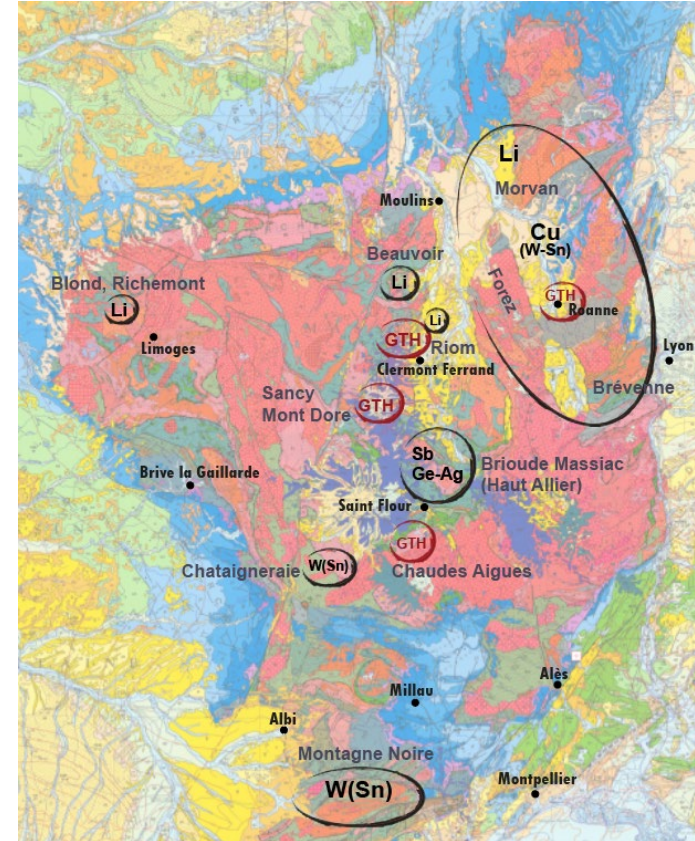 Li
Morvan
Moulins
Cu
(W-Sn)
Beauvoir
Li
Forez
Blond, Richemont
Li
GTH
Roanne
Li
GTH
Riom
Limoges
Lyon
Clermont Ferrand
Sancy
Mont Dore
GTH
Brévenne
Sb
Ge-Ag
Brioude Massiac
(Haut Allier)
Brive la Gaillarde
Saint Flour
GTH
Chataigneraie
W(Sn)
Chaudes Aigues
Alès
Millau
Albi
Montagne Noire
W(Sn)
Montpellier